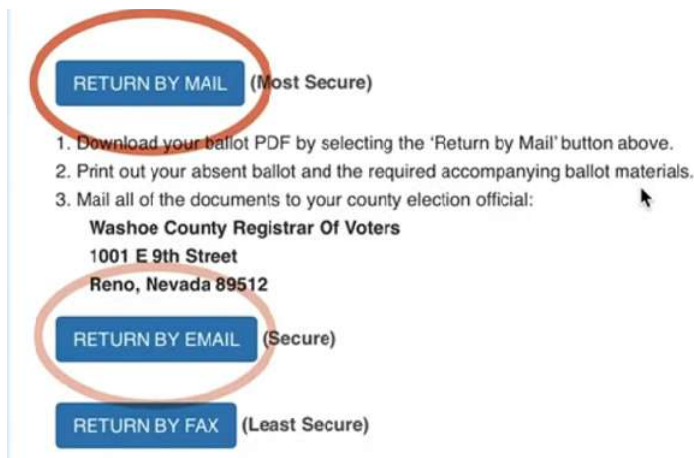 RETURN BY MAIL (Most Secure)
1. Download your ballot PDF by selecting the 'Return by Mail' button above.
2. Print out your absent ballot and the required accompanying ballot materials.
3. Mail all of the documents to your county election official:
Washoe County Registrar Of Voters
1001 E 9th Street
Reno, Nevada 89512
RETURN BY EMAIL (Secure)
RETURN BY FAX (Least Secure)